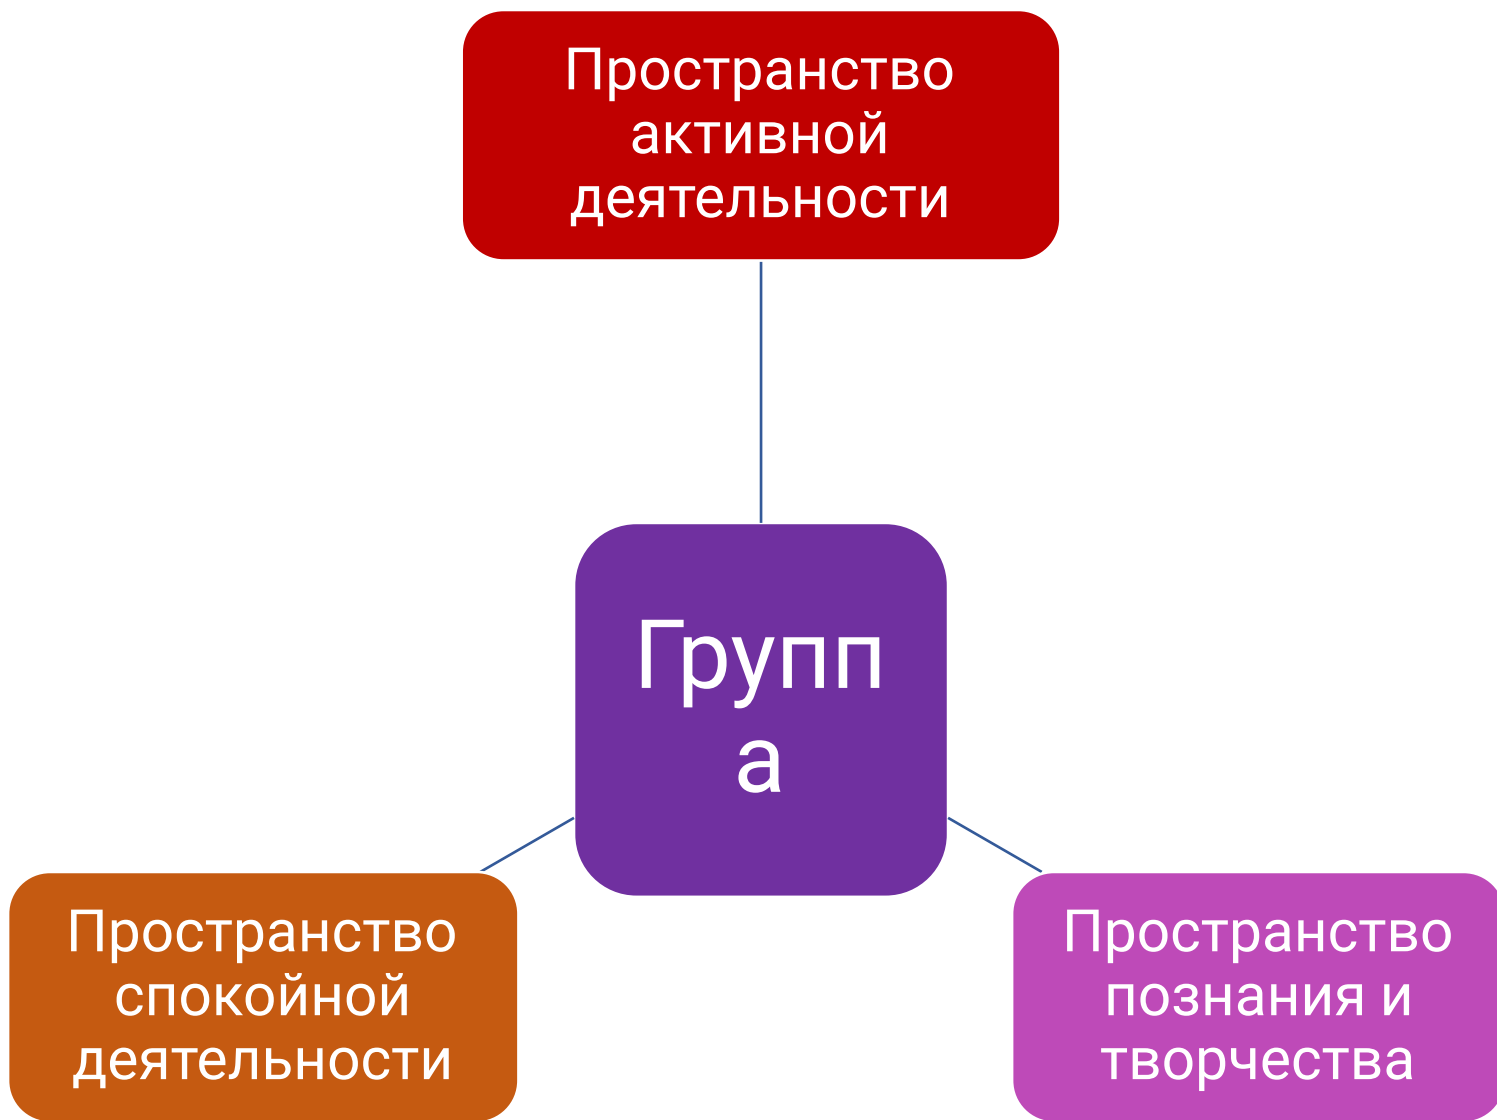 Пространство
активной
деятельности
Групп
а
Пространство
спокойной
деятельности
Пространство
познания и
творчества